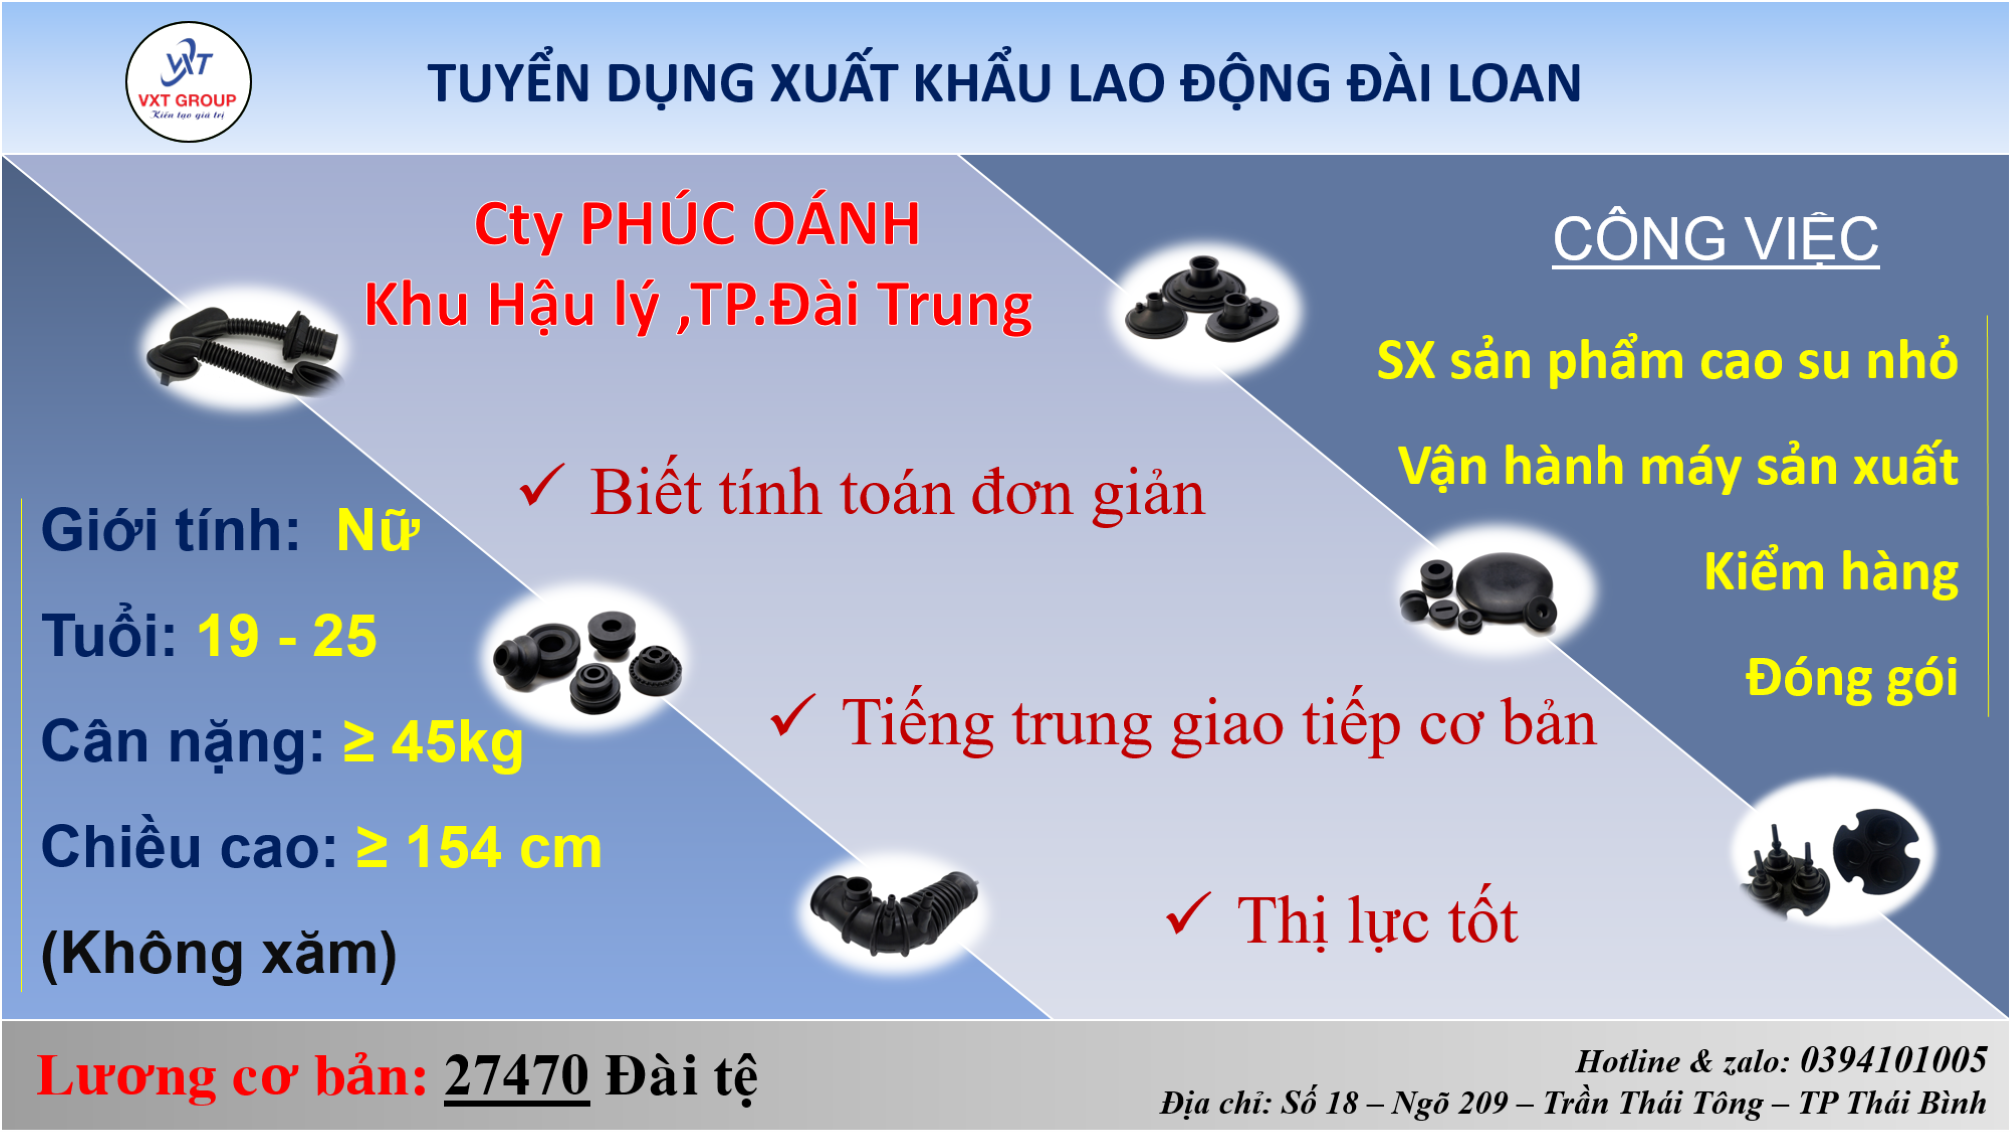 VXT
VXT GROUP
Kiến tạo giá trị
TUYỂN DỤNG XUẤT KHẨU LAO ĐỘNG ĐÀI LOAN
Cty PHÚC OÁNH
Khu Hậu lý ,TP.Đài Trung
CÔNG VIỆC
SX sản phẩm cao su nhỏ
Vận hành máy sản xuất
Kiểm hàng
Đóng gói
✓ Biết tính toán đơn giản
✓ Tiếng trung giao tiếp cơ bản
✓ Thị lực tốt
Giới tính: Nữ
Tuổi: 19 - 25
Cân nặng: ≥ 45kg
Chiều cao: ≥ 154 cm
(Không xăm)
Lương cơ bản: 27470 Đài tệ
Hotline & zalo: 0394101005
Địa chỉ: Số 18 – Ngõ 209 – Trần Thái Tông – TP Thái Bình